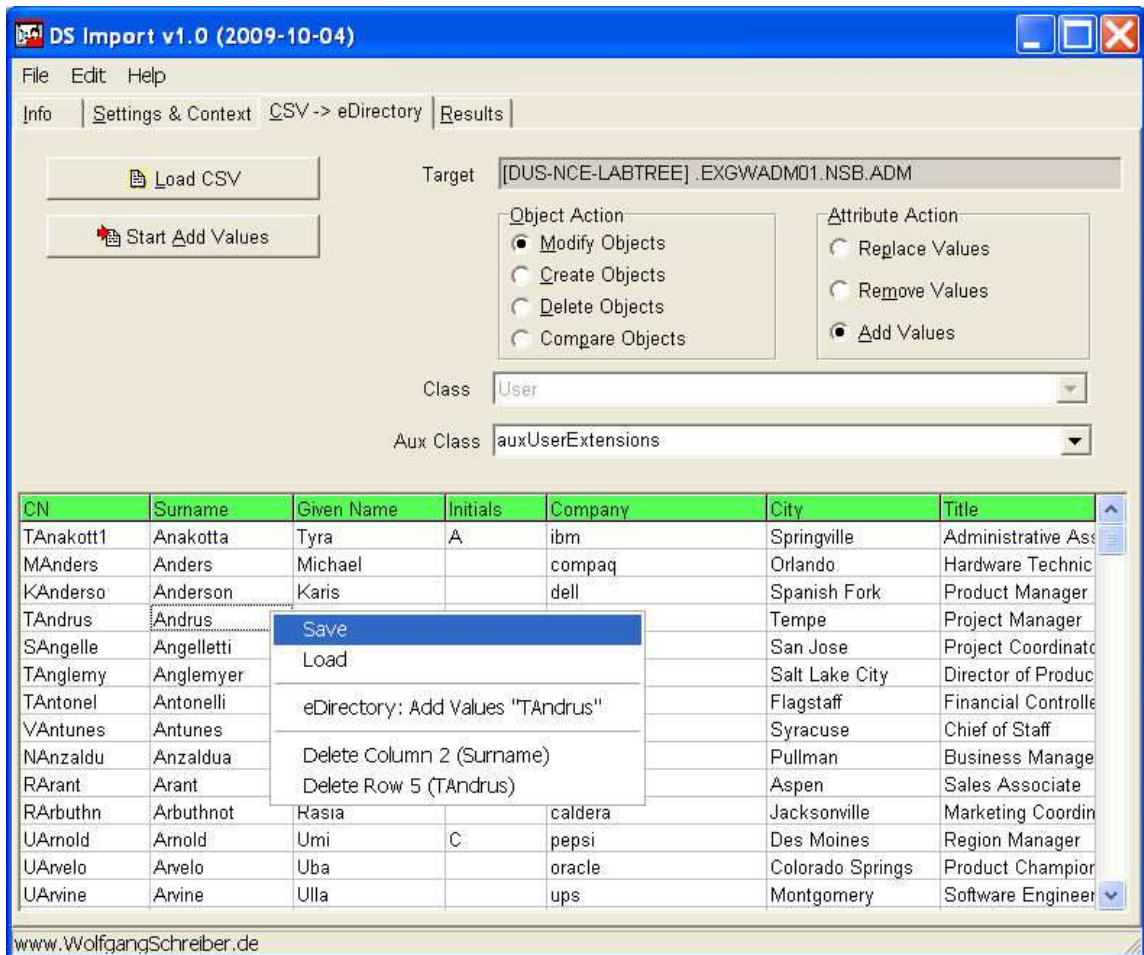 DS Import v1.0 (2009-10-04)
File Edit Help
Info Settings & Context CSV -> eDirectory Results
Load CSV
Target [DUS-NCE-LABTREE] .EXGWADM01.NSB.ADM
Start Add Values
Object Action
Modify Objects
Create Objects
Delete Objects
Compare Objects
Attribute Action
Replace Values
Remove Values
Add Values
Class User
Aux Class auxUserExtensions
CN Surname Given Name Initials Company City Title
TAnakott1 Anakotta Tyra A ibm Springville Administrative Ass
MAnders Anders Michael compaq Orlando Hardware Technic
KAnderso Anderson Karis dell Spanish Fork Product Manager
TAndrus Andrus Tempe Project Manager
SAngelle Angelletti San Jose Project Coordinato
TAnglemy Anglemyer Salt Lake City Director of Produc
TAntonel Antonelli Flagstaff Financial Controlle
VAntunes Antunes Syracuse Chief of Staff
NAnzaldu Anzaldua Pullman Business Manage
RArant Arant Aspen Sales Associate
RArbuthn Arbuthnot Rasia caldera Jacksonville Marketing Coordin
UArnold Arnold Umi C pepsi Des Moines Region Manager
UArvelo Arvelo Uba oracle Colorado Springs Product Champion
UArvine Arvine Ulla ups Montgomery Software Engineer
Save
Load
eDirectory: Add Values "TAndrus"
Delete Column 2 (Surname)
Delete Row 5 (TAndrus)
www.WolfgangSchreiber.de